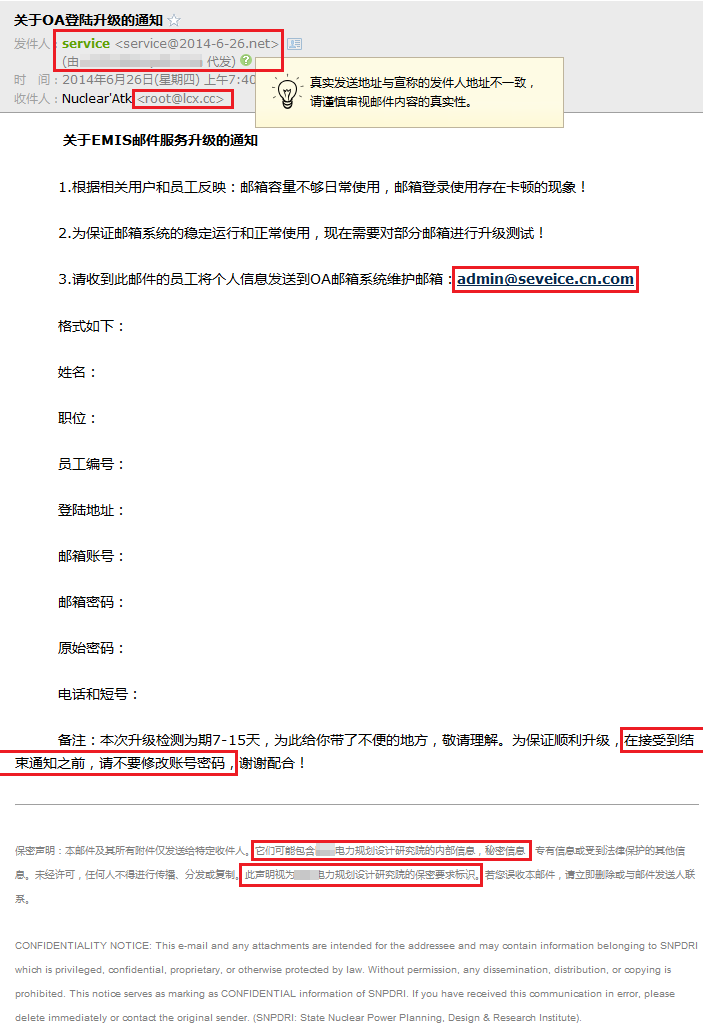 关于OA登陆升级的通知
发件人：service <service@2014-6-26.net>
(由 代发)
时 间：2014年6月26日(星期四) 上午7:40
收件人：Nuclear'Atk <root@lcx.cc>
真实发送地址与宣称的发件人地址不一致，
请谨慎审视邮件内容的真实性。
关于EMIS邮件服务升级的通知
1.根据相关用户和员工反映：邮箱容量不够日常使用，邮箱登录使用存在卡顿的现象！
2.为保证邮箱系统的稳定运行和正常使用，现在需要对部分邮箱进行升级测试！
3.请收到此邮件的员工将个人信息发送到OA邮箱系统维护邮箱：admin@seveice.cn.com
格式如下：
姓名：
职位：
员工编号：
登陆地址：
邮箱账号：
邮箱密码：
原始密码：
电话和短号：
备注：本次升级检测为期7-15天，为此给你带了不便的地方，敬请理解。为保证顺利升级，在接受到结
束通知之前，请不要修改账号密码，谢谢配合！
保密声明：本邮件及其所有附件仅发送给特定收件人。它们可能包含 电力规划设计研究院的内部信息，秘密信息，专有信息或受到法律保护的其他信
息。未经许可，任何人不得进行传播、分发或复制。此声明视为 电力规划设计研究院的保密要求标识。若您误收本邮件，请立即删除或与邮件发送人联
系。
CONFIDENTIALITY NOTICE: This e-mail and any attachments are intended for the addressee and may contain information belonging to SNPDRI
which is privileged, confidential, proprietary, or otherwise protected by law. Without permission, any dissemination, distribution, or copying is
prohibited. This notice serves as marking as CONFIDENTIAL information of SNPDRI. If you have received this communication in error, please
delete immediately or contact the original sender. (SNPDRI: State Nuclear Power Planning, Design & Research Institute).